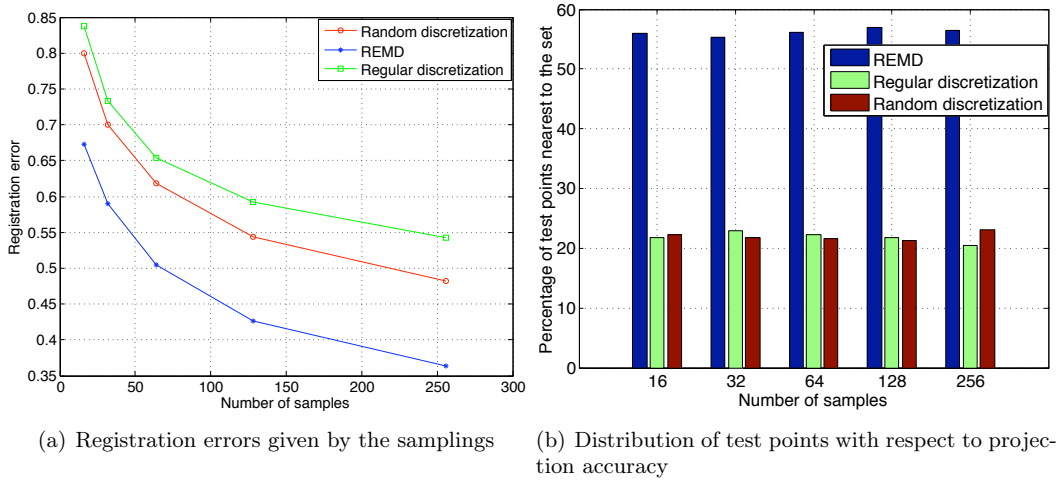 0.85
0.8
0.75
0.7
0.65
0.6
0.55
0.5
0.45
0.4
0.35
Registration error
Random discretization
REMD
Regular discretization
0 50 100 150 200 250 300
Number of samples
(a) Registration errors given by the samplings
60
50
40
30
20
10
0
Percentage of test points nearest to the set
REMD
Regular discretization
Random discretization
16 32 64 128 256
Number of samples
(b) Distribution of test points with respect to projec-
tion accuracy